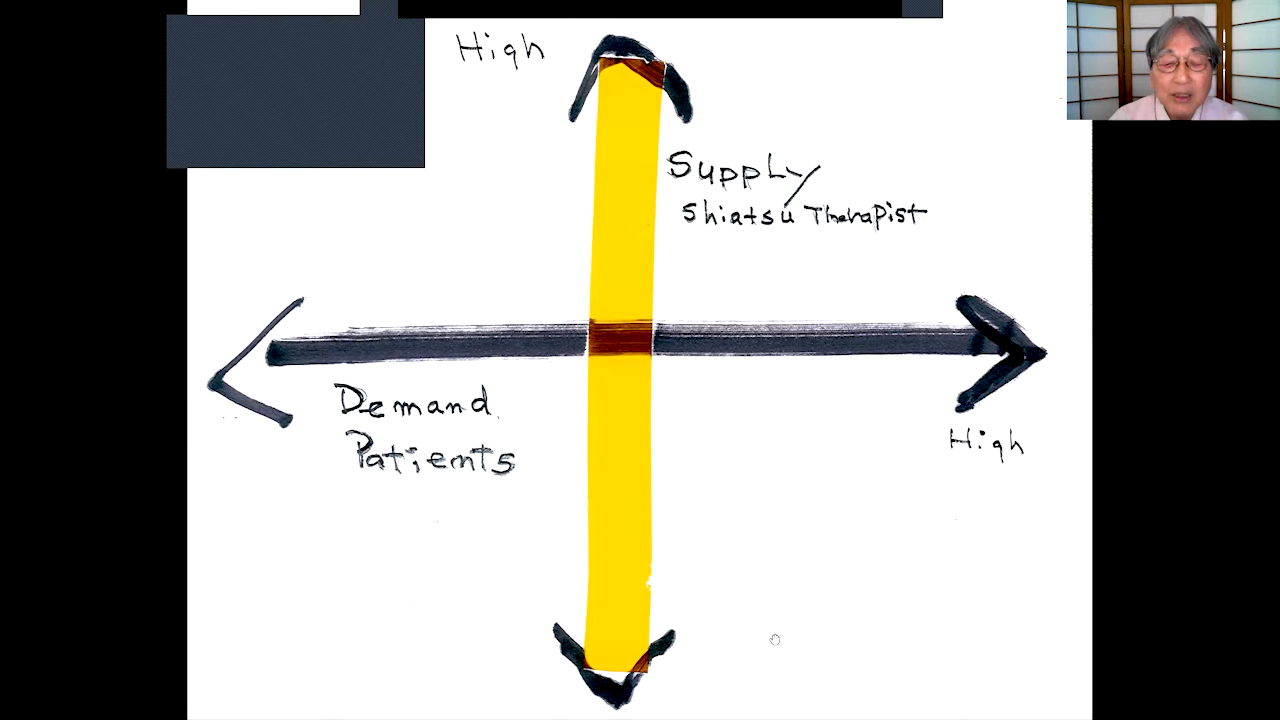 High
Supply
Shiatsu Therapist
Demand
Patients
High